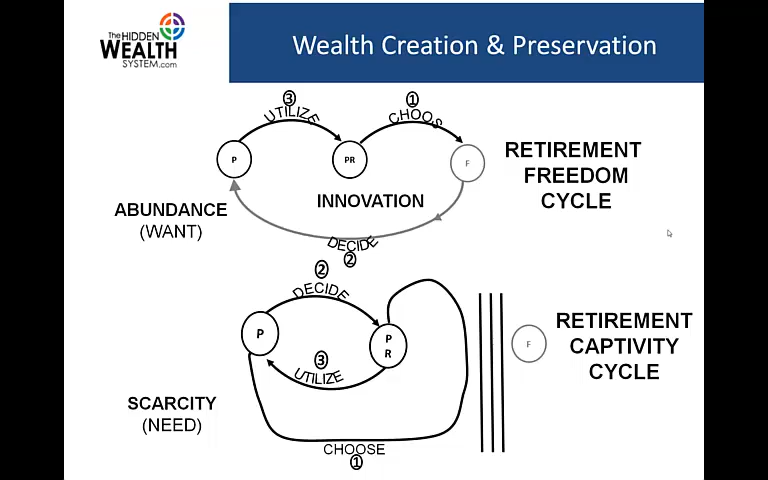 The HIDDEN
WEALTH
SYSTEM.com
Wealth Creation & Preservation
3
UTILIZE
1
CHOOS
P
PR
F
RETIREMENT
FREEDOM
CYCLE
INNOVATION
ABUNDANCE
(WANT)
DECIDE
2
2
DECIDE
P
P
R
3
UTILIZE
F
RETIREMENT
CAPTIVITY
CYCLE
SCARCITY
(NEED)
CHOOSE
1